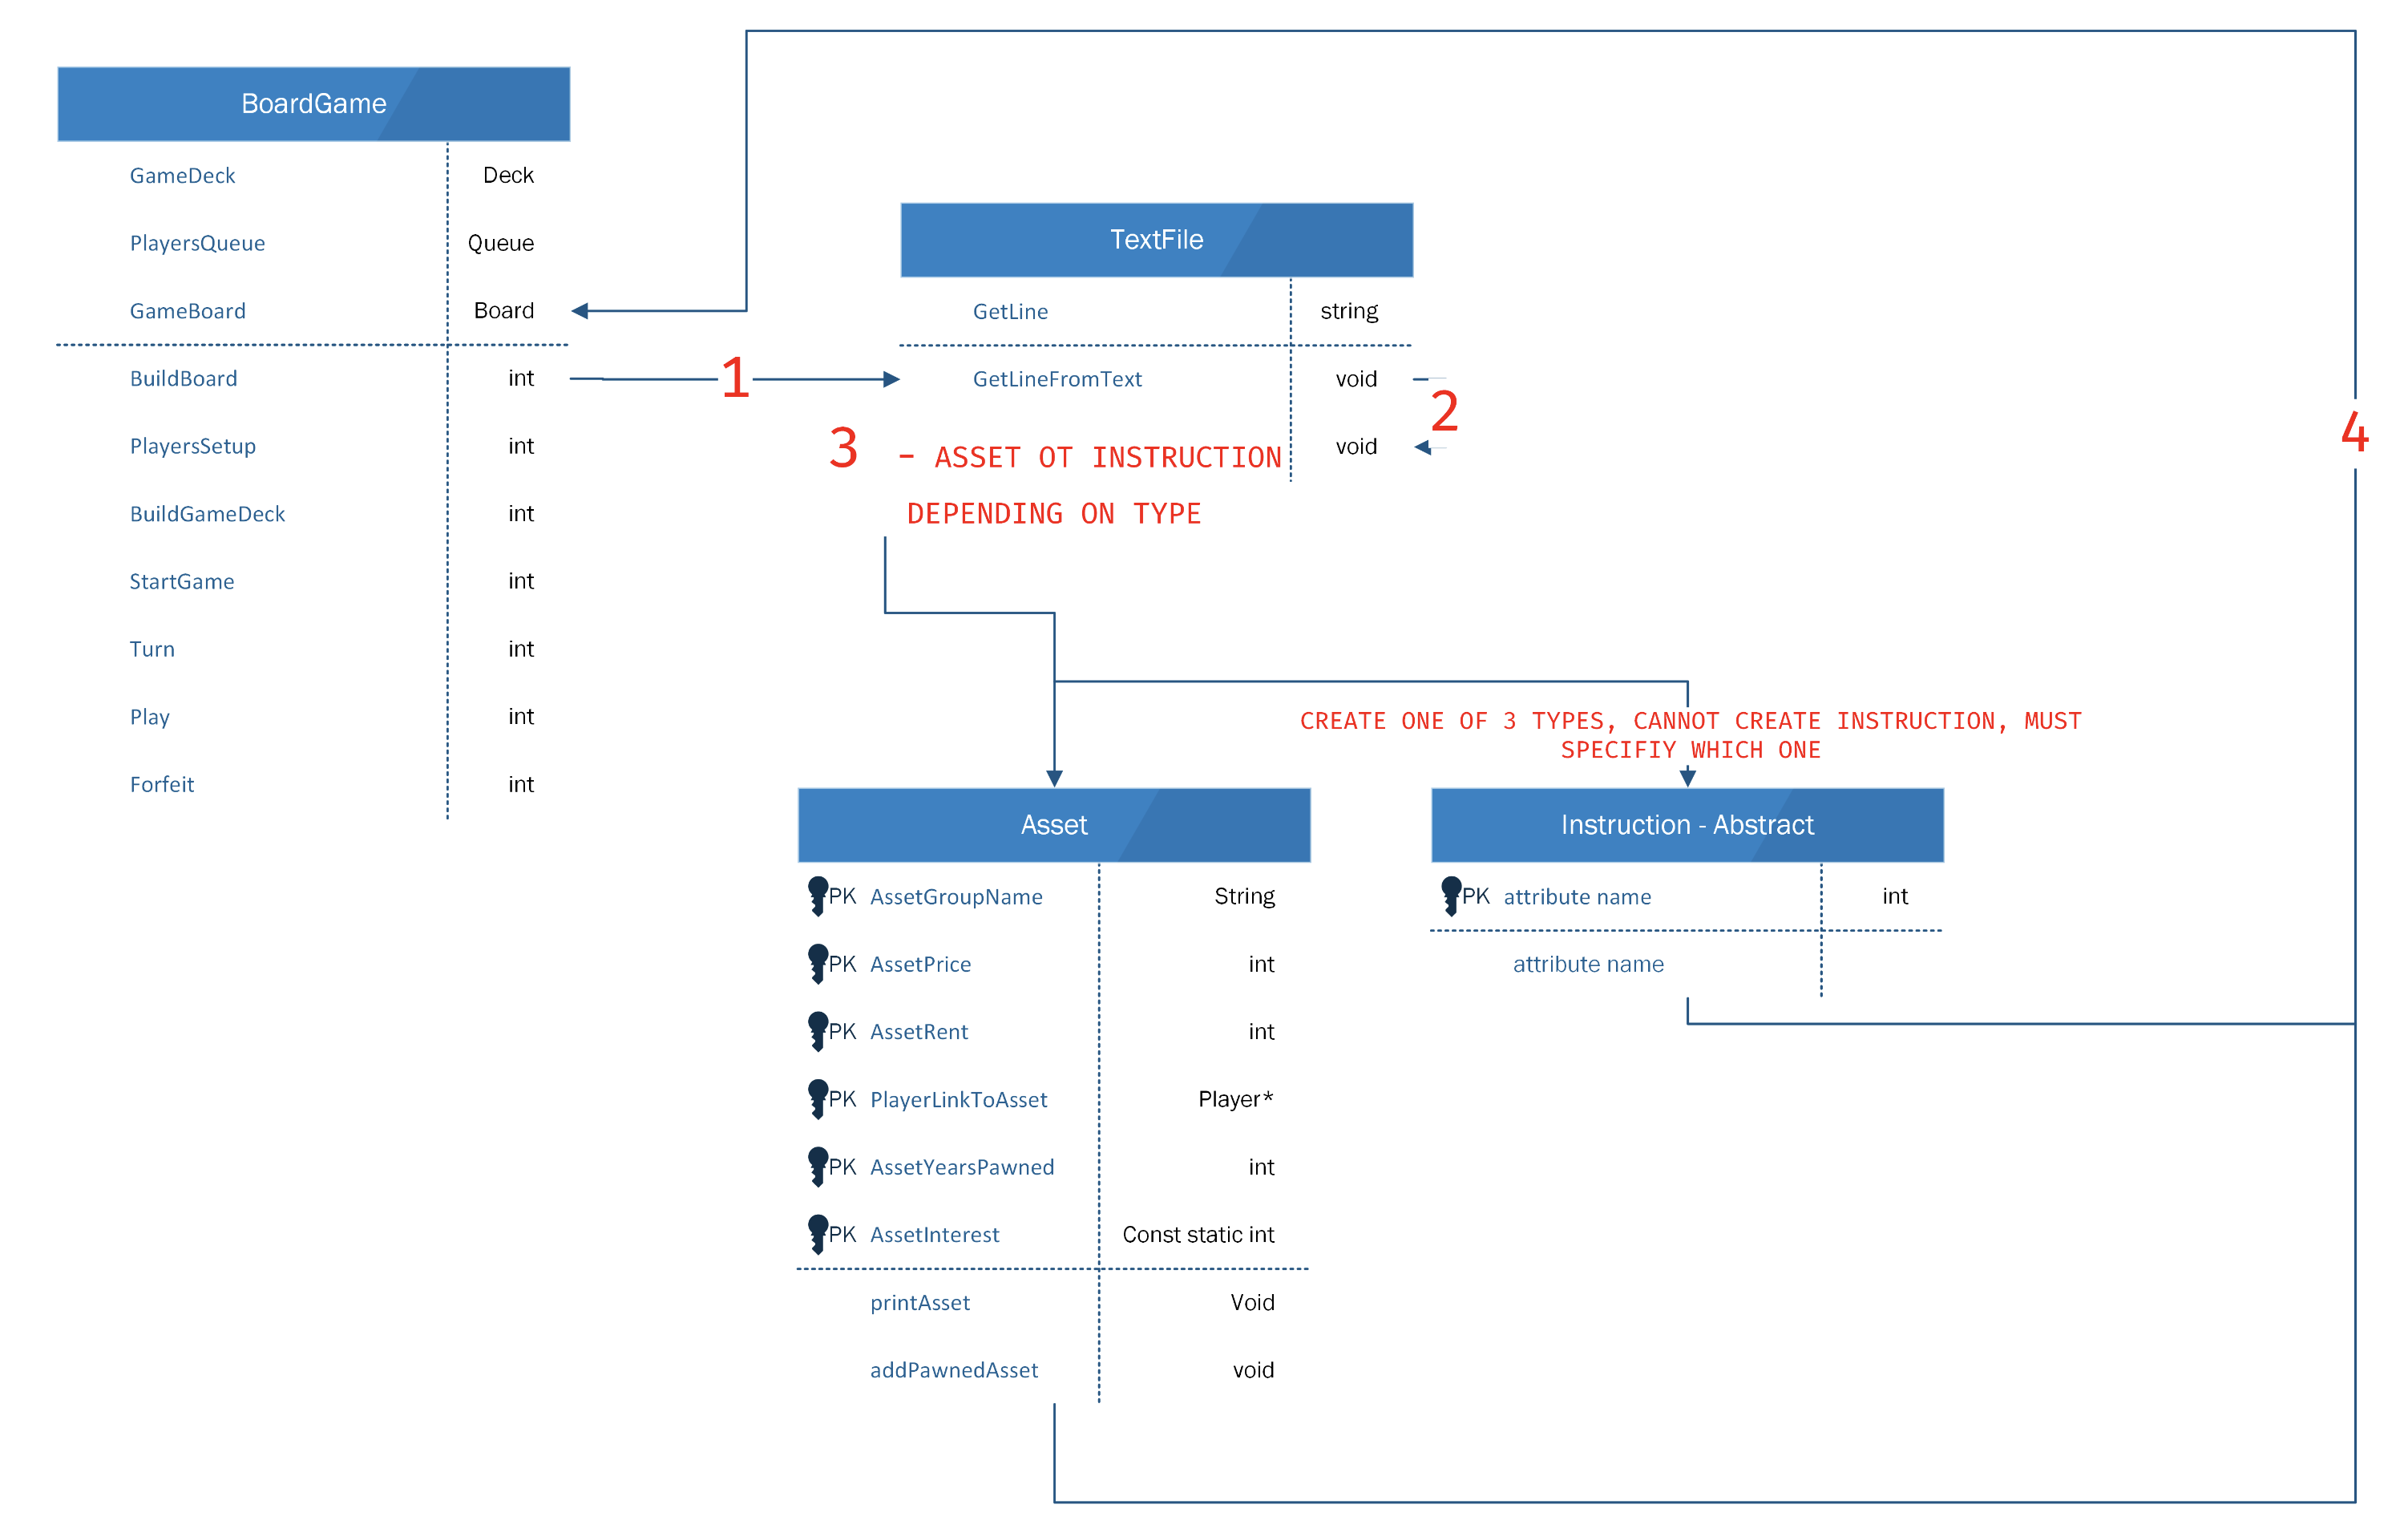 BoardGame
GameDeck Deck
PlayersQueue Queue
GameBoard Board
BuildBoard int
PlayersSetup int
BuildGameDeck int
StartGame int
Turn int
Play int
Forfeit int
1
TextFile
GetLine string
GetLineFromText void
void
2
3 - ASSET OT INSTRUCTION
DEPENDING ON TYPE
4
CREATE ONE OF 3 TYPES, CANNOT CREATE INSTRUCTION, MUST
SPECIFIY WHICH ONE
Asset
PK AssetGroupName String
PK AssetPrice int
PK AssetRent int
PK PlayerLinkToAsset Player*
PK AssetYearsPawned int
PK AssetInterest Const static int
printAsset Void
addPawnedAsset void
Instruction - Abstract
PK attribute name int
attribute name